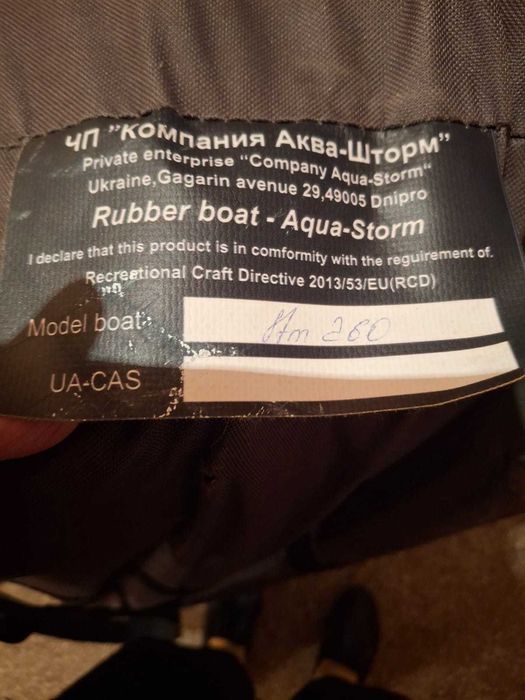 ЧП "Компания Аква-Шторм"
Private enterprise "Company Aqua-Storm"
Ukraine,Gagarin avenue 29,49005 Dnipro
Rubber boat - Aqua-Storm
I declare that this product is in comformity with the reguirement of.
Recreational Craft Directive 2013/53/EU(RCD)
Model boat: 260
UA-CAS